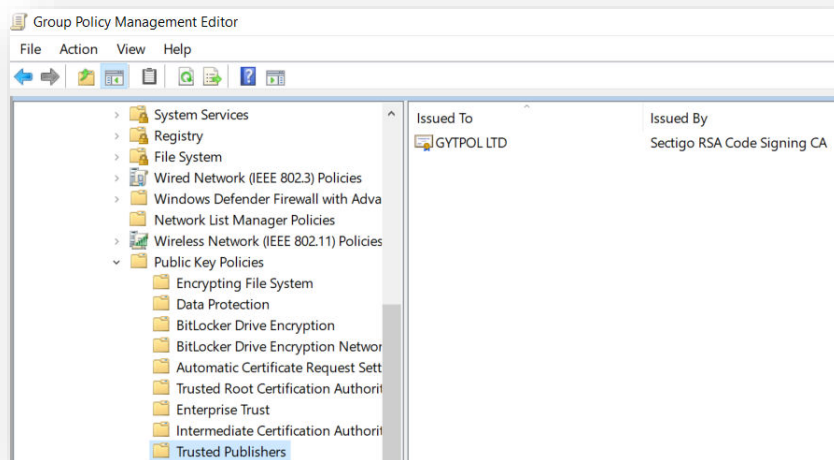 Group Policy Management Editor
File Action View Help
System Services
Registry
File System
Wired Network (IEEE 802.3) Policies
Windows Defender Firewall with Adva
Network List Manager Policies
Wireless Network (IEEE 802.11) Policies
Public Key Policies
Encrypting File System
Data Protection
BitLocker Drive Encryption
BitLocker Drive Encryption Networ
Automatic Certificate Request Sett
Trusted Root Certification Authorit
Enterprise Trust
Intermediate Certification Authorit
Trusted Publishers
Issued To Issued By
GYTPOL LTD Sectigo RSA Code Signing CA